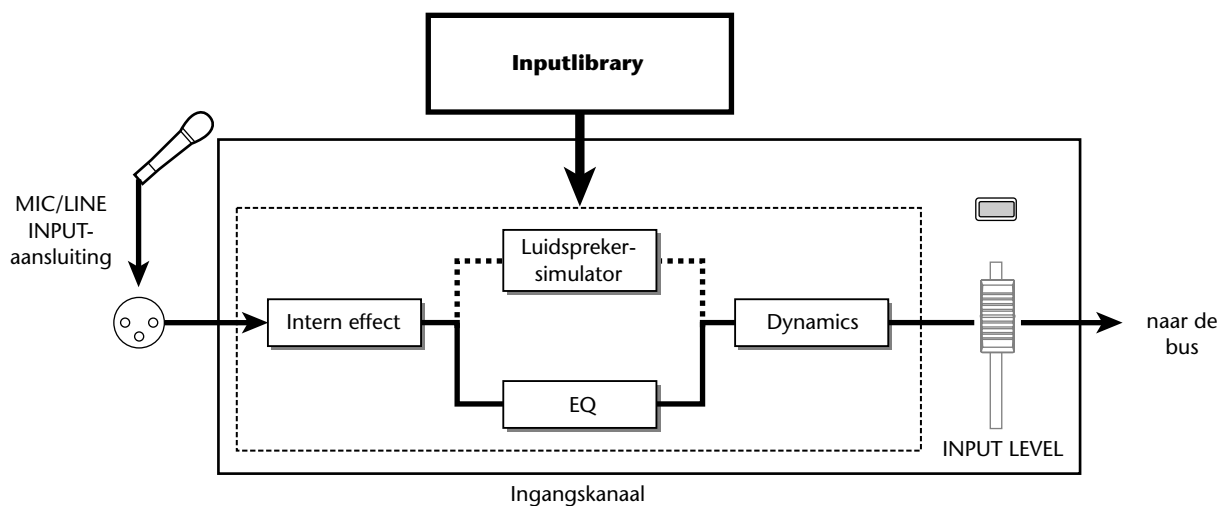 Inputlibrary
MIC/LINE
INPUT-
aansluiting
Luidspreker-
simulator
Intern effect
Dynamics
naar de
bus
EQ
INPUT LEVEL
Ingangskanaal